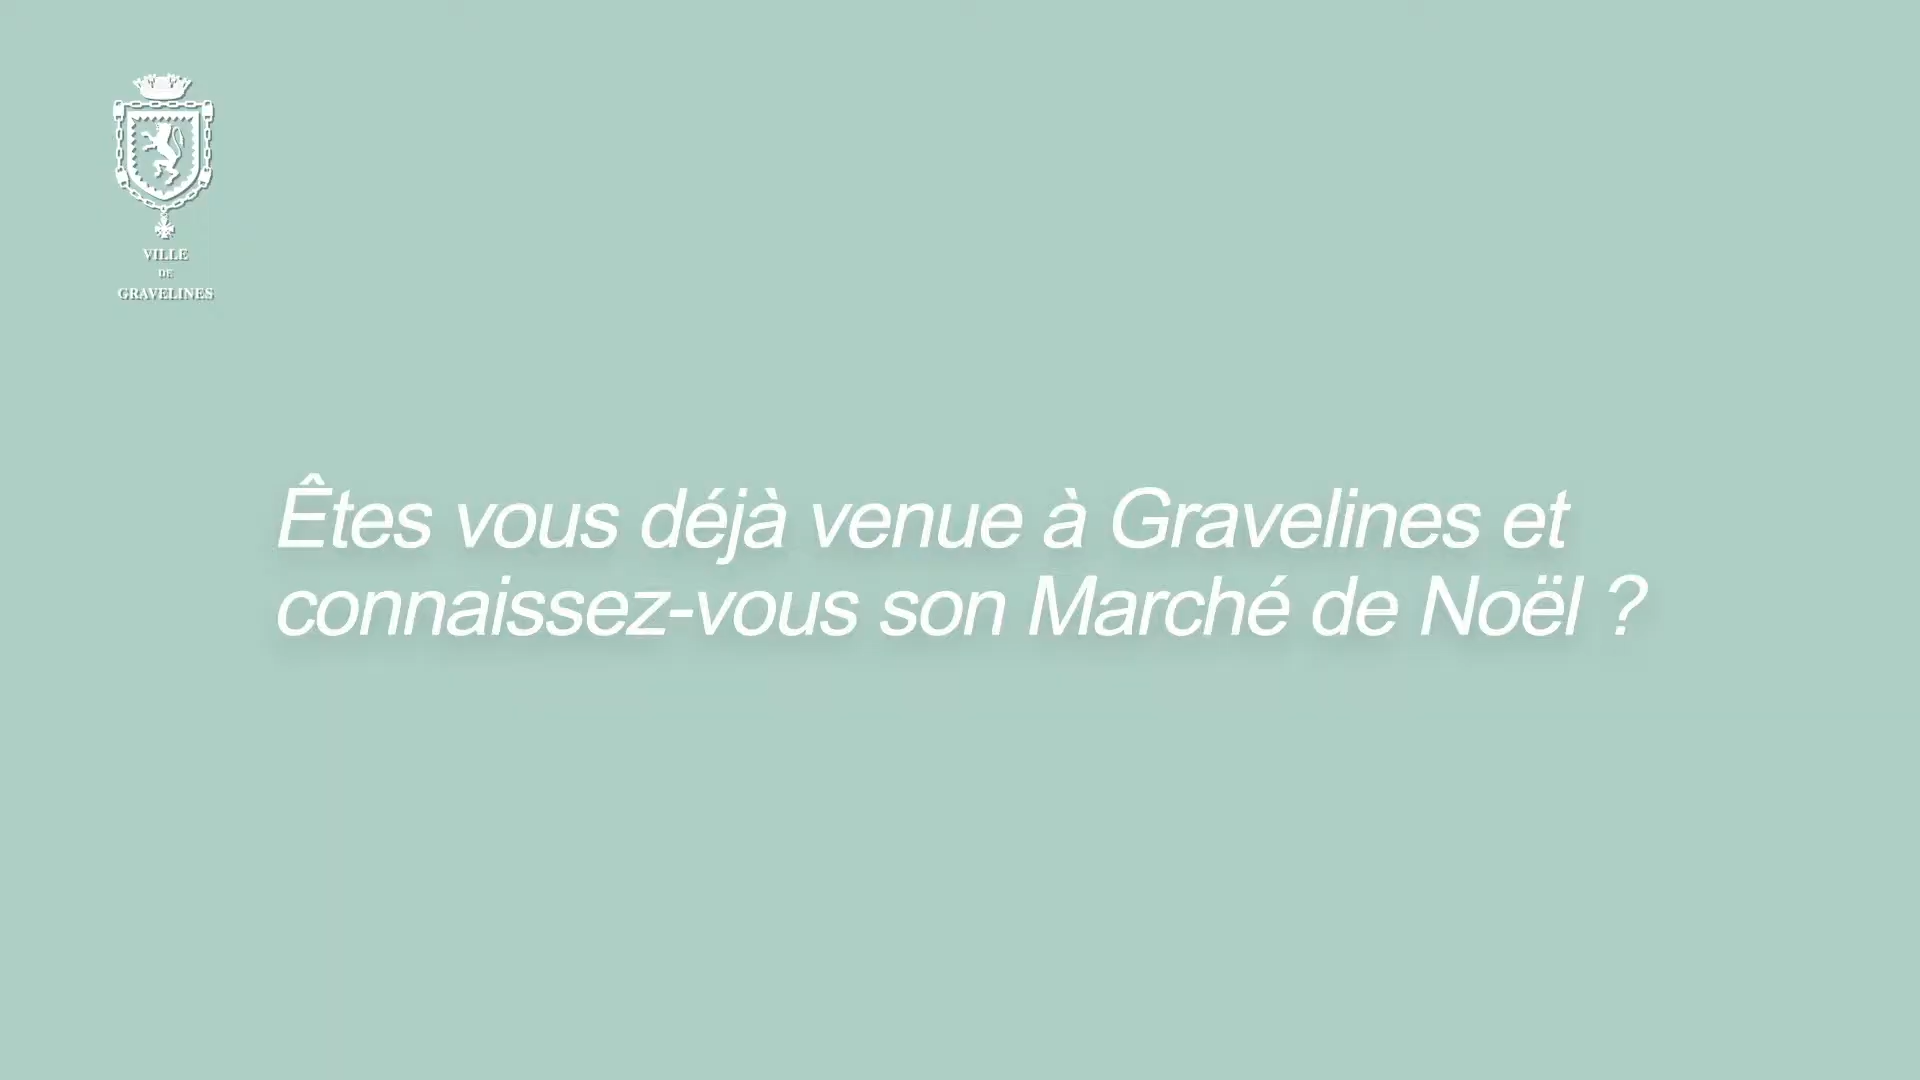 VILLE
DE
GRAVELINES
Êtes vous déjà venue à Gravelines et
connaissez-vous son Marché de Noël ?